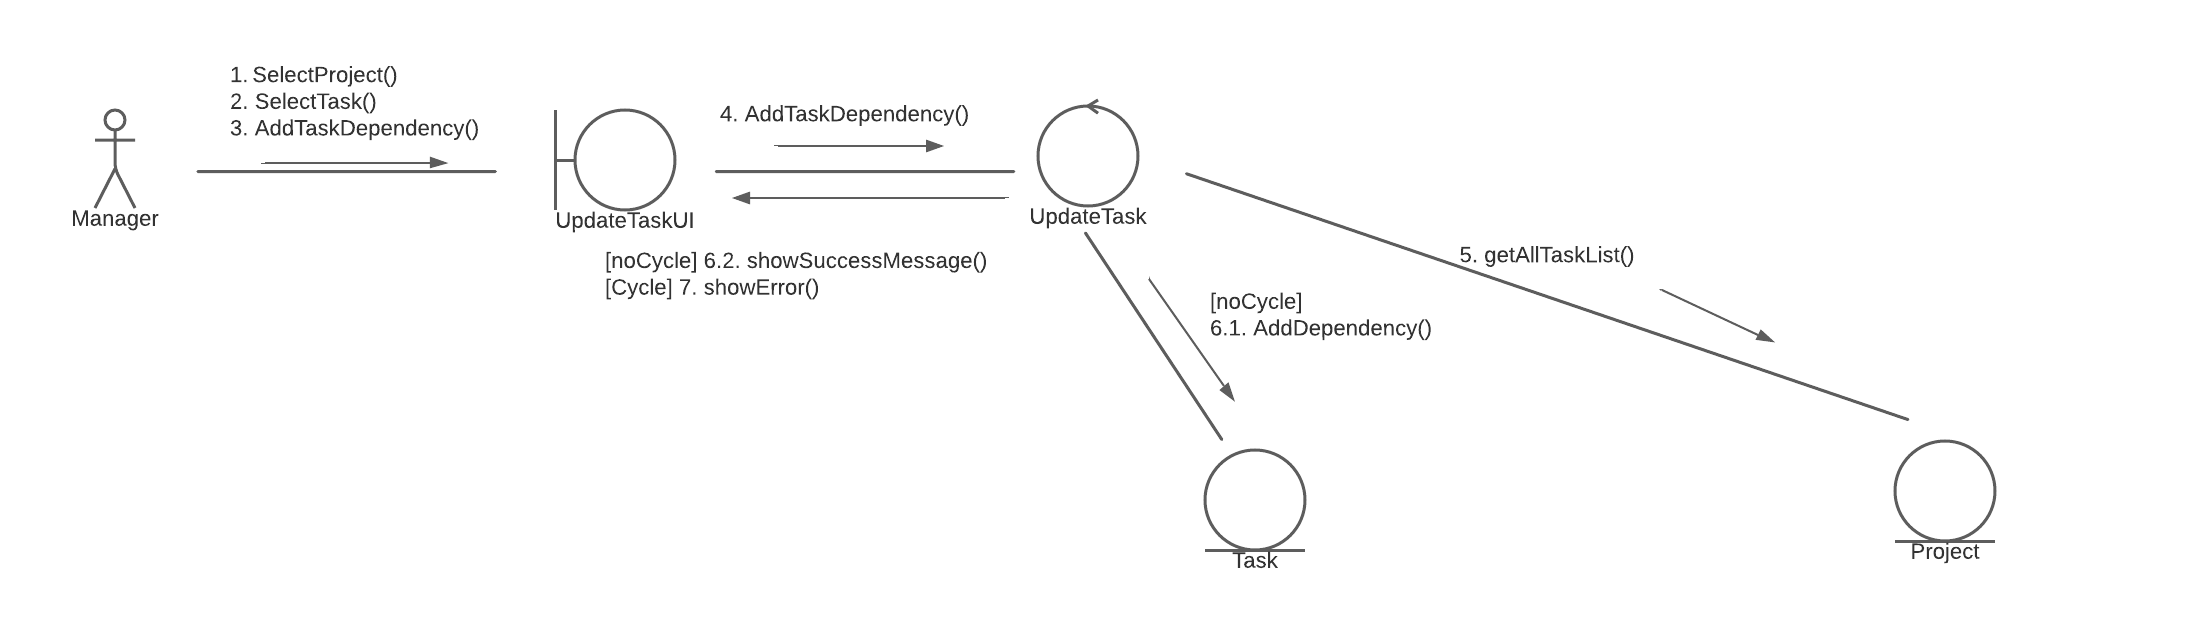 1. SelectProject()
2. SelectTask()
3. AddTaskDependency()
Manager
UpdateTaskUI
4. AddTaskDependency()
UpdateTask
[noCycle] 6.2. showSuccessMessage()
[Cycle] 7. showError()
5. getAllTaskList()
[noCycle]
6.1. AddDependency()
Task
Project